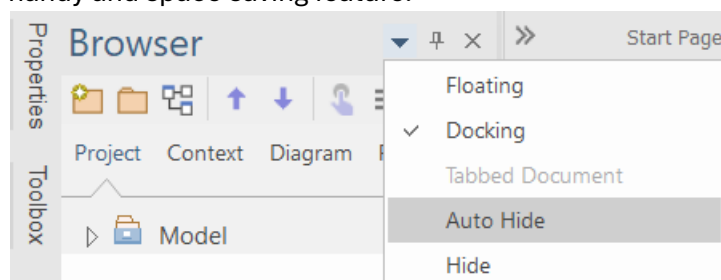 handy and space-saving feature.
Properties
Toolbox
Browser
Start Page
Project Context Diagram
Model
Floating
Docking
Tabbed Document
Auto Hide
Hide